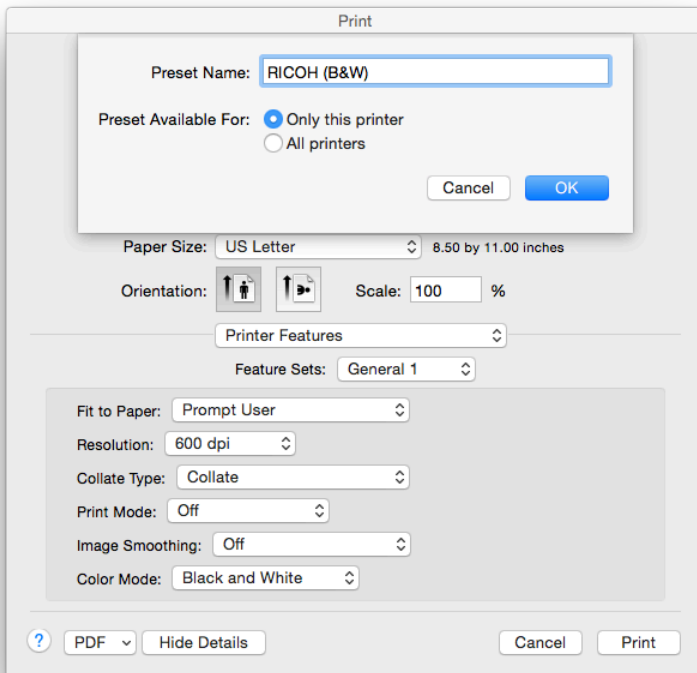 Print
Preset Name: RICOH (B&W)
Preset Available For: Only this printer
All printers
Cancel OK
Paper Size: US Letter 8.50 by 11.00 inches
Orientation: Scale: 100 %
Printer Features
Feature Sets: General 1
Fit to Paper: Prompt User
Resolution: 600 dpi
Collate Type: Collate
Print Mode: Off
Image Smoothing: Off
Color Mode: Black and White
? PDF Hide Details Cancel Print